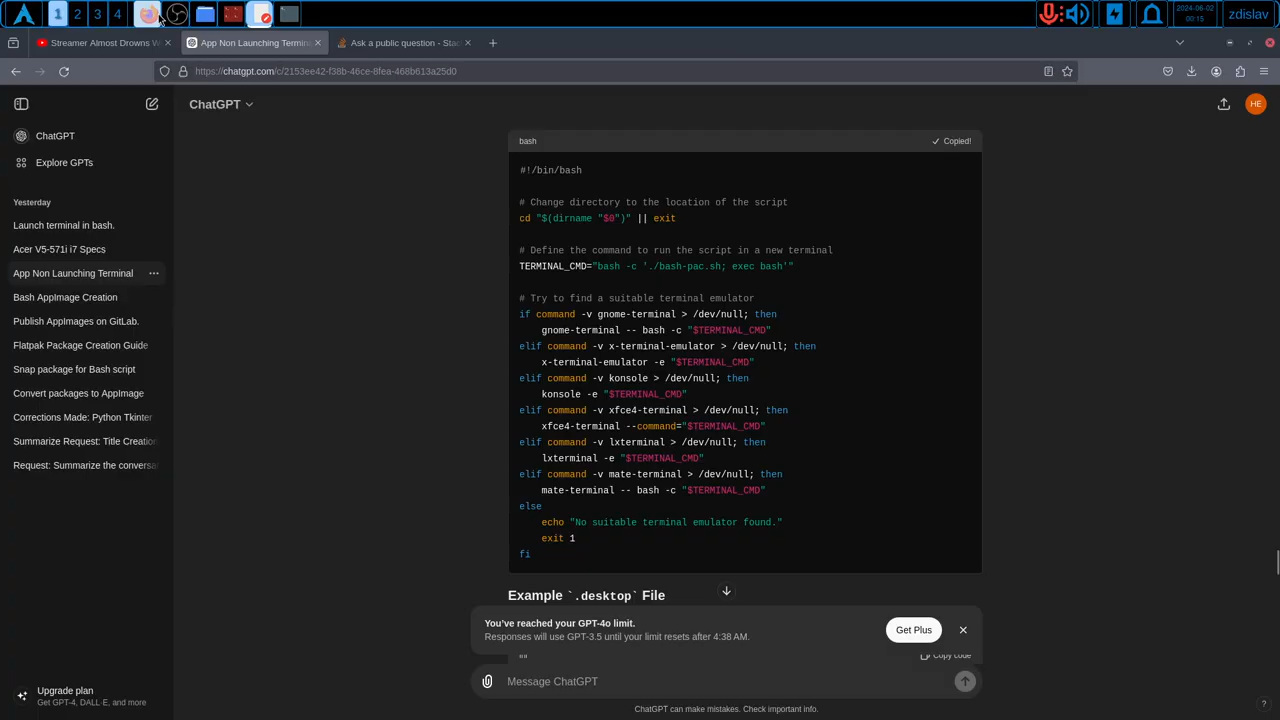 1 2 3 4
2024-06-02
00:15
zdislav
Streamer Almost Drowns W
App Non Launching Termin
Ask a public question - Stac
https://chatgpt.com/c/2153ee42-f38b-46ce-8fea-468b613a25d0
ChatGPT
Explore GPTs
Yesterday
Launch terminal in bash.
Acer V5-571i i7 Specs
App Non Launching Terminal
Bash AppImage Creation
Publish AppImages on GitLab.
Flatpak Package Creation Guide
Snap package for Bash script
Convert packages to AppImage
Corrections Made: Python Tkinter
Summarize Request: Title Creation
Request: Summarize the conversa
Upgrade plan
Get GPT-4, DALL·E, and more
ChatGPT
HE
bash
Copied!
#!/bin/bash
# Change directory to the location of the script
cd "$(dirname "$0")" || exit
# Define the command to run the script in a new terminal
TERMINAL_CMD="bash -c './bash-pac.sh; exec bash'"
# Try to find a suitable terminal emulator
if command -v gnome-terminal > /dev/null; then
gnome-terminal -- bash -c "$TERMINAL_CMD"
elif command -v x-terminal-emulator > /dev/null; then
x-terminal-emulator -e "$TERMINAL_CMD"
elif command -v konsole > /dev/null; then
konsole -e "$TERMINAL_CMD"
elif command -v xfce4-terminal > /dev/null; then
xfce4-terminal --command="$TERMINAL_CMD"
elif command -v lxterminal > /dev/null; then
lxterminal -e "$TERMINAL_CMD"
elif command -v mate-terminal > /dev/null; then
mate-terminal -- bash -c "$TERMINAL_CMD"
else
echo "No suitable terminal emulator found."
exit 1
fi
Example `.desktop` File
You've reached your GPT-4o limit.
Responses will use GPT-3.5 until your limit resets after 4:38 AM.
Get Plus
ini
Copy code
Message ChatGPT
ChatGPT can make mistakes. Check important info.
?